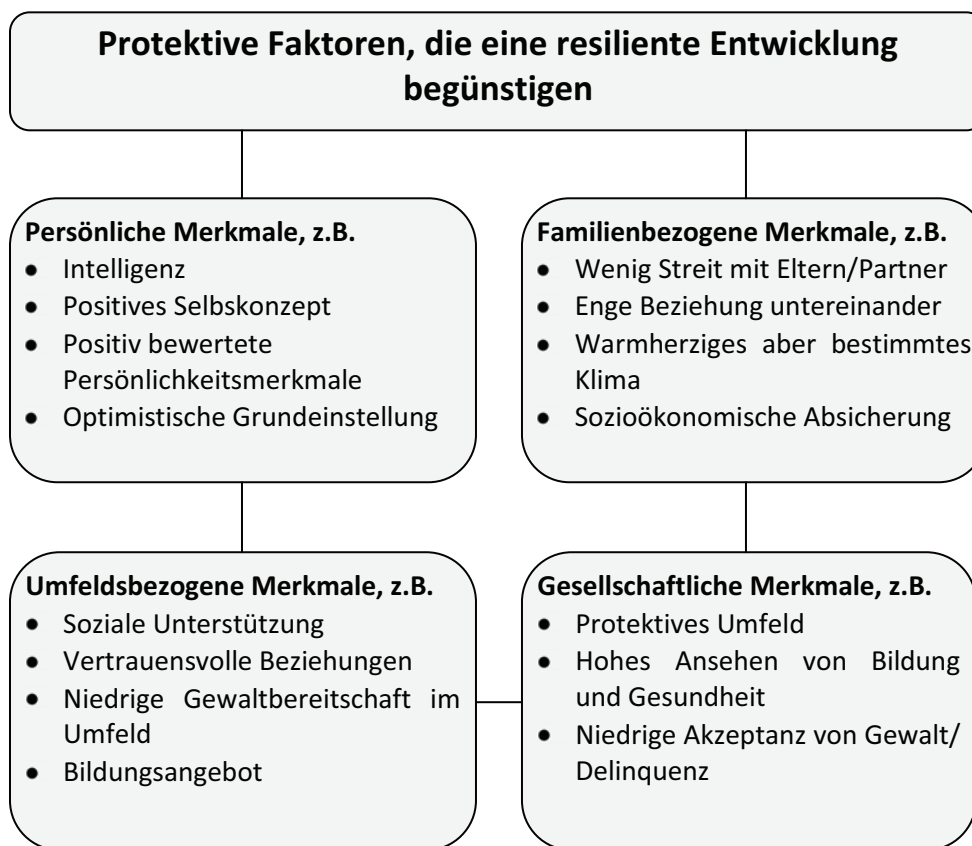 Protektive Faktoren, die eine resiliente Entwicklung
begünstigen
Persönliche Merkmale, z.B.
• Intelligenz
• Positives Selbskonzept
• Positiv bewertete
Persönlichkeitsmerkmale
• Optimistische Grundeinstellung
Familienbezogene Merkmale, z.B.
• Wenig Streit mit Eltern/Partner
• Enge Beziehung untereinander
• Warmherziges aber bestimmtes
Klima
• Sozioökonomische Absicherung
Umfeldsbezogene Merkmale, z.B.
• Soziale Unterstützung
• Vertrauensvolle Beziehungen
• Niedrige Gewaltbereitschaft im
Umfeld
• Bildungsangebot
Gesellschaftliche Merkmale, z.B.
• Protektives Umfeld
• Hohes Ansehen von Bildung
und Gesundheit
• Niedrige Akzeptanz von Gewalt/
Delinquenz